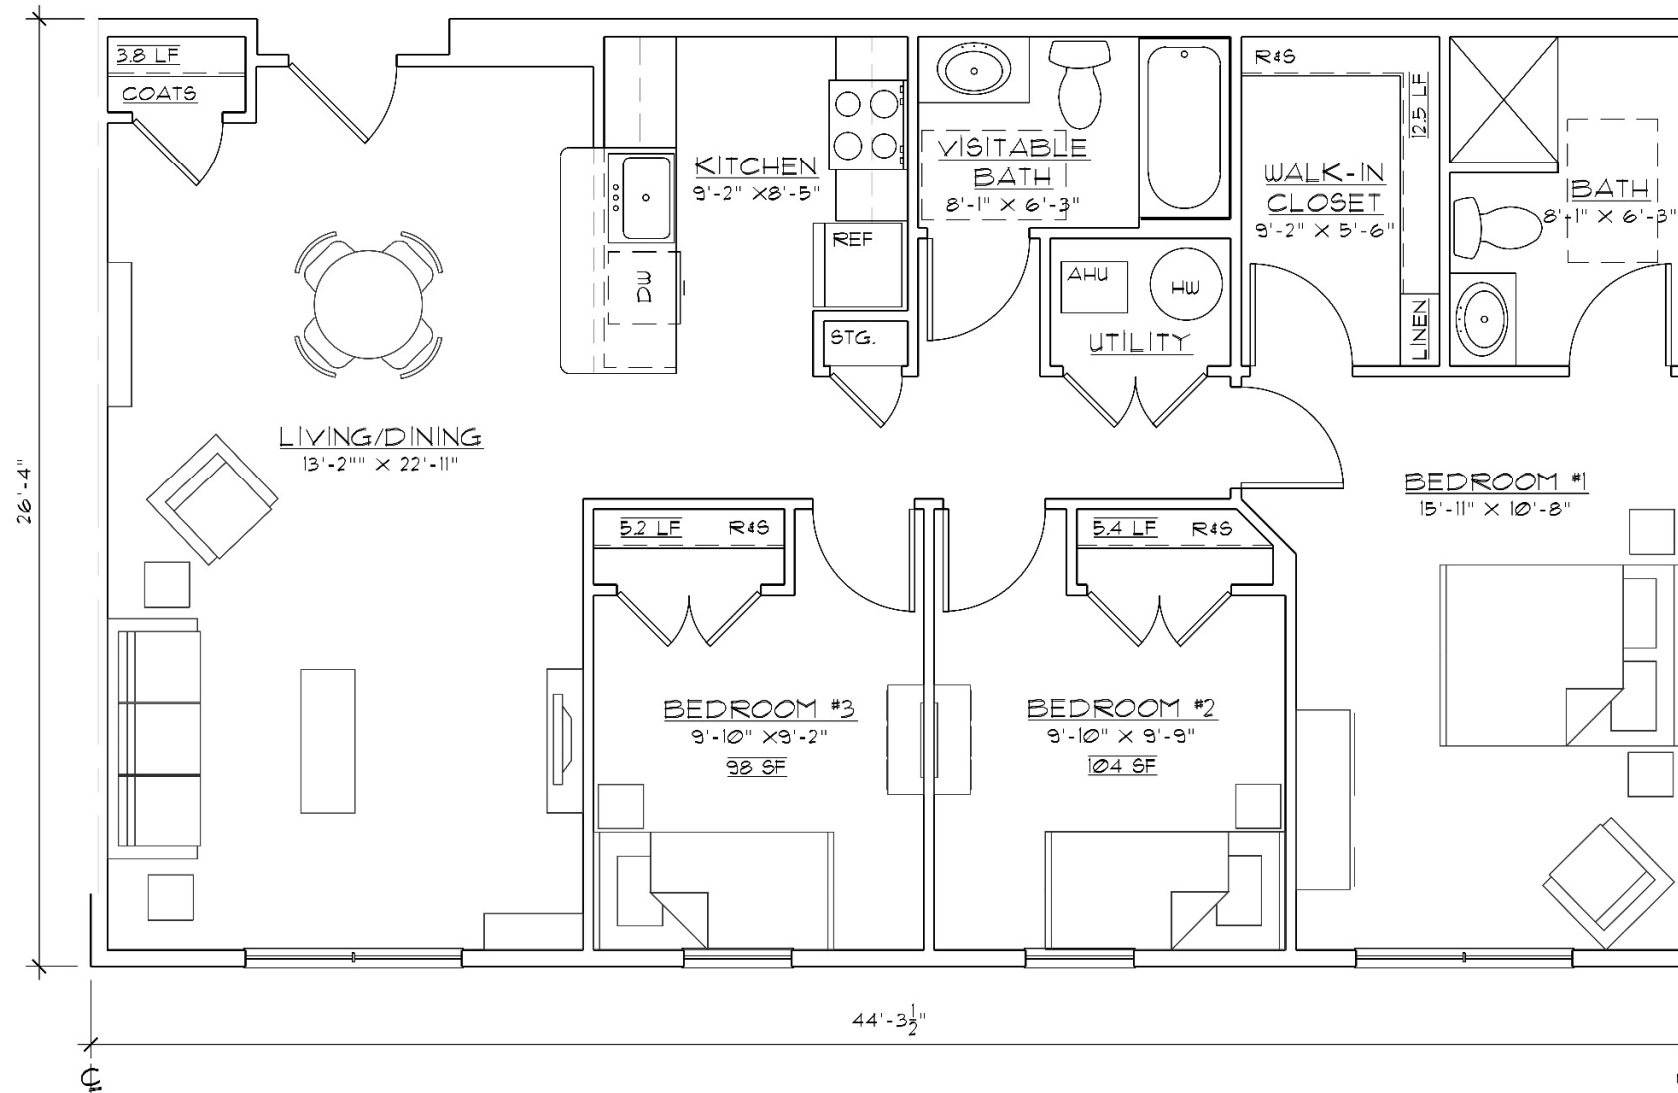 3.8 LF
COATS
KITCHEN
9'-2" X8'-5"
REF
DW
STG.
VISITABLE
BATH
8'-1" X 6'-3"
AHU
HW
UTILITY
R&S
12.5 LF
WALK-IN
CLOSET
9'-2" X 5'-6"
LINEN
BATH
8'-1" X 6'-3"
LIVING/DINING
13'-2"" X 22'-11"
26'-4"
BEDROOM #1
15'-11" X 10'-8"
5.2 LF R&S
5.4 LF R&S
BEDROOM #3
9'-10" X9'-2"
98 SF
BEDROOM #2
9'-10" X 9'-9"
104 SF
44'-3½"
℄